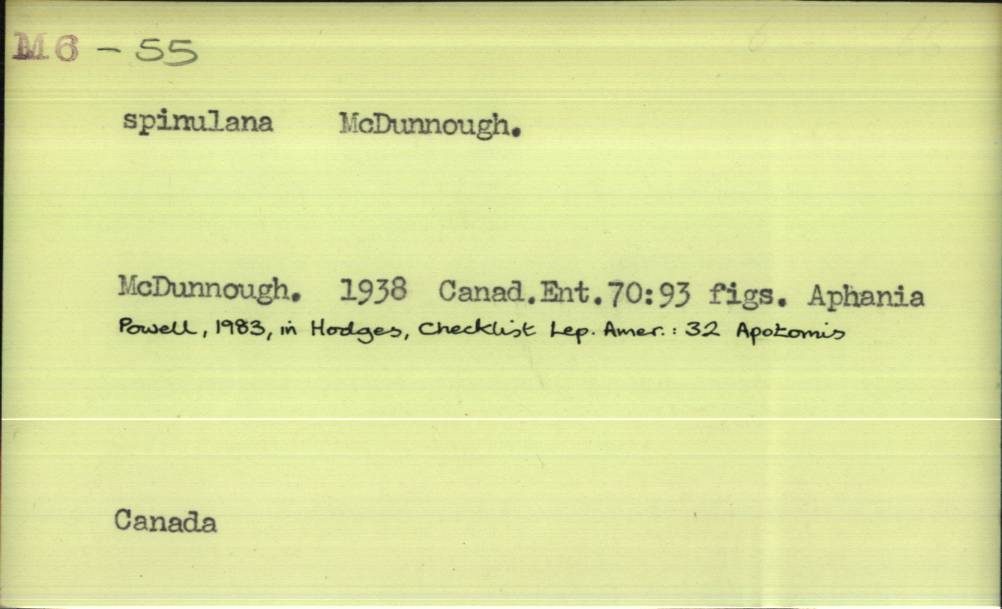 M6 - 55
spinulana McDunnough.
McDunnough. 1938 Canad.Ent.70:93 figs. Aphania
Powell, 1983, in Hodges, Checklist Lep. Amer.: 32 Apotomis
Canada